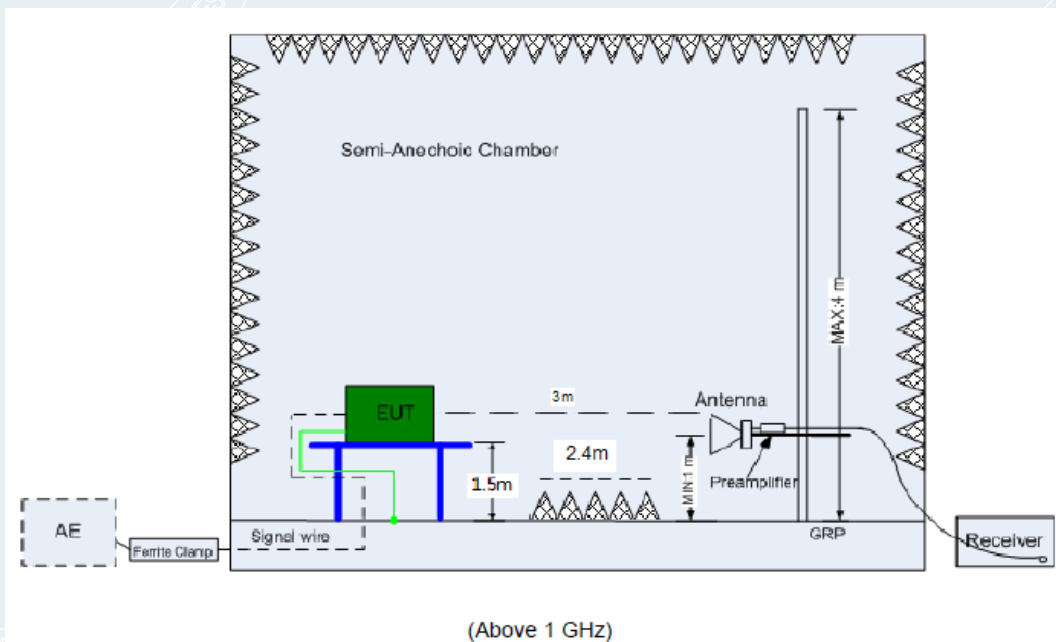 Semi-Anechoic Chamber
MAX:4 m
3m
Antenna
EUT
2.4m
1.5m
MIN:1 m
Preamplifier
AE
Ferrite Clamp
Signal wire
GRP
Receiver
(Above 1 GHz)